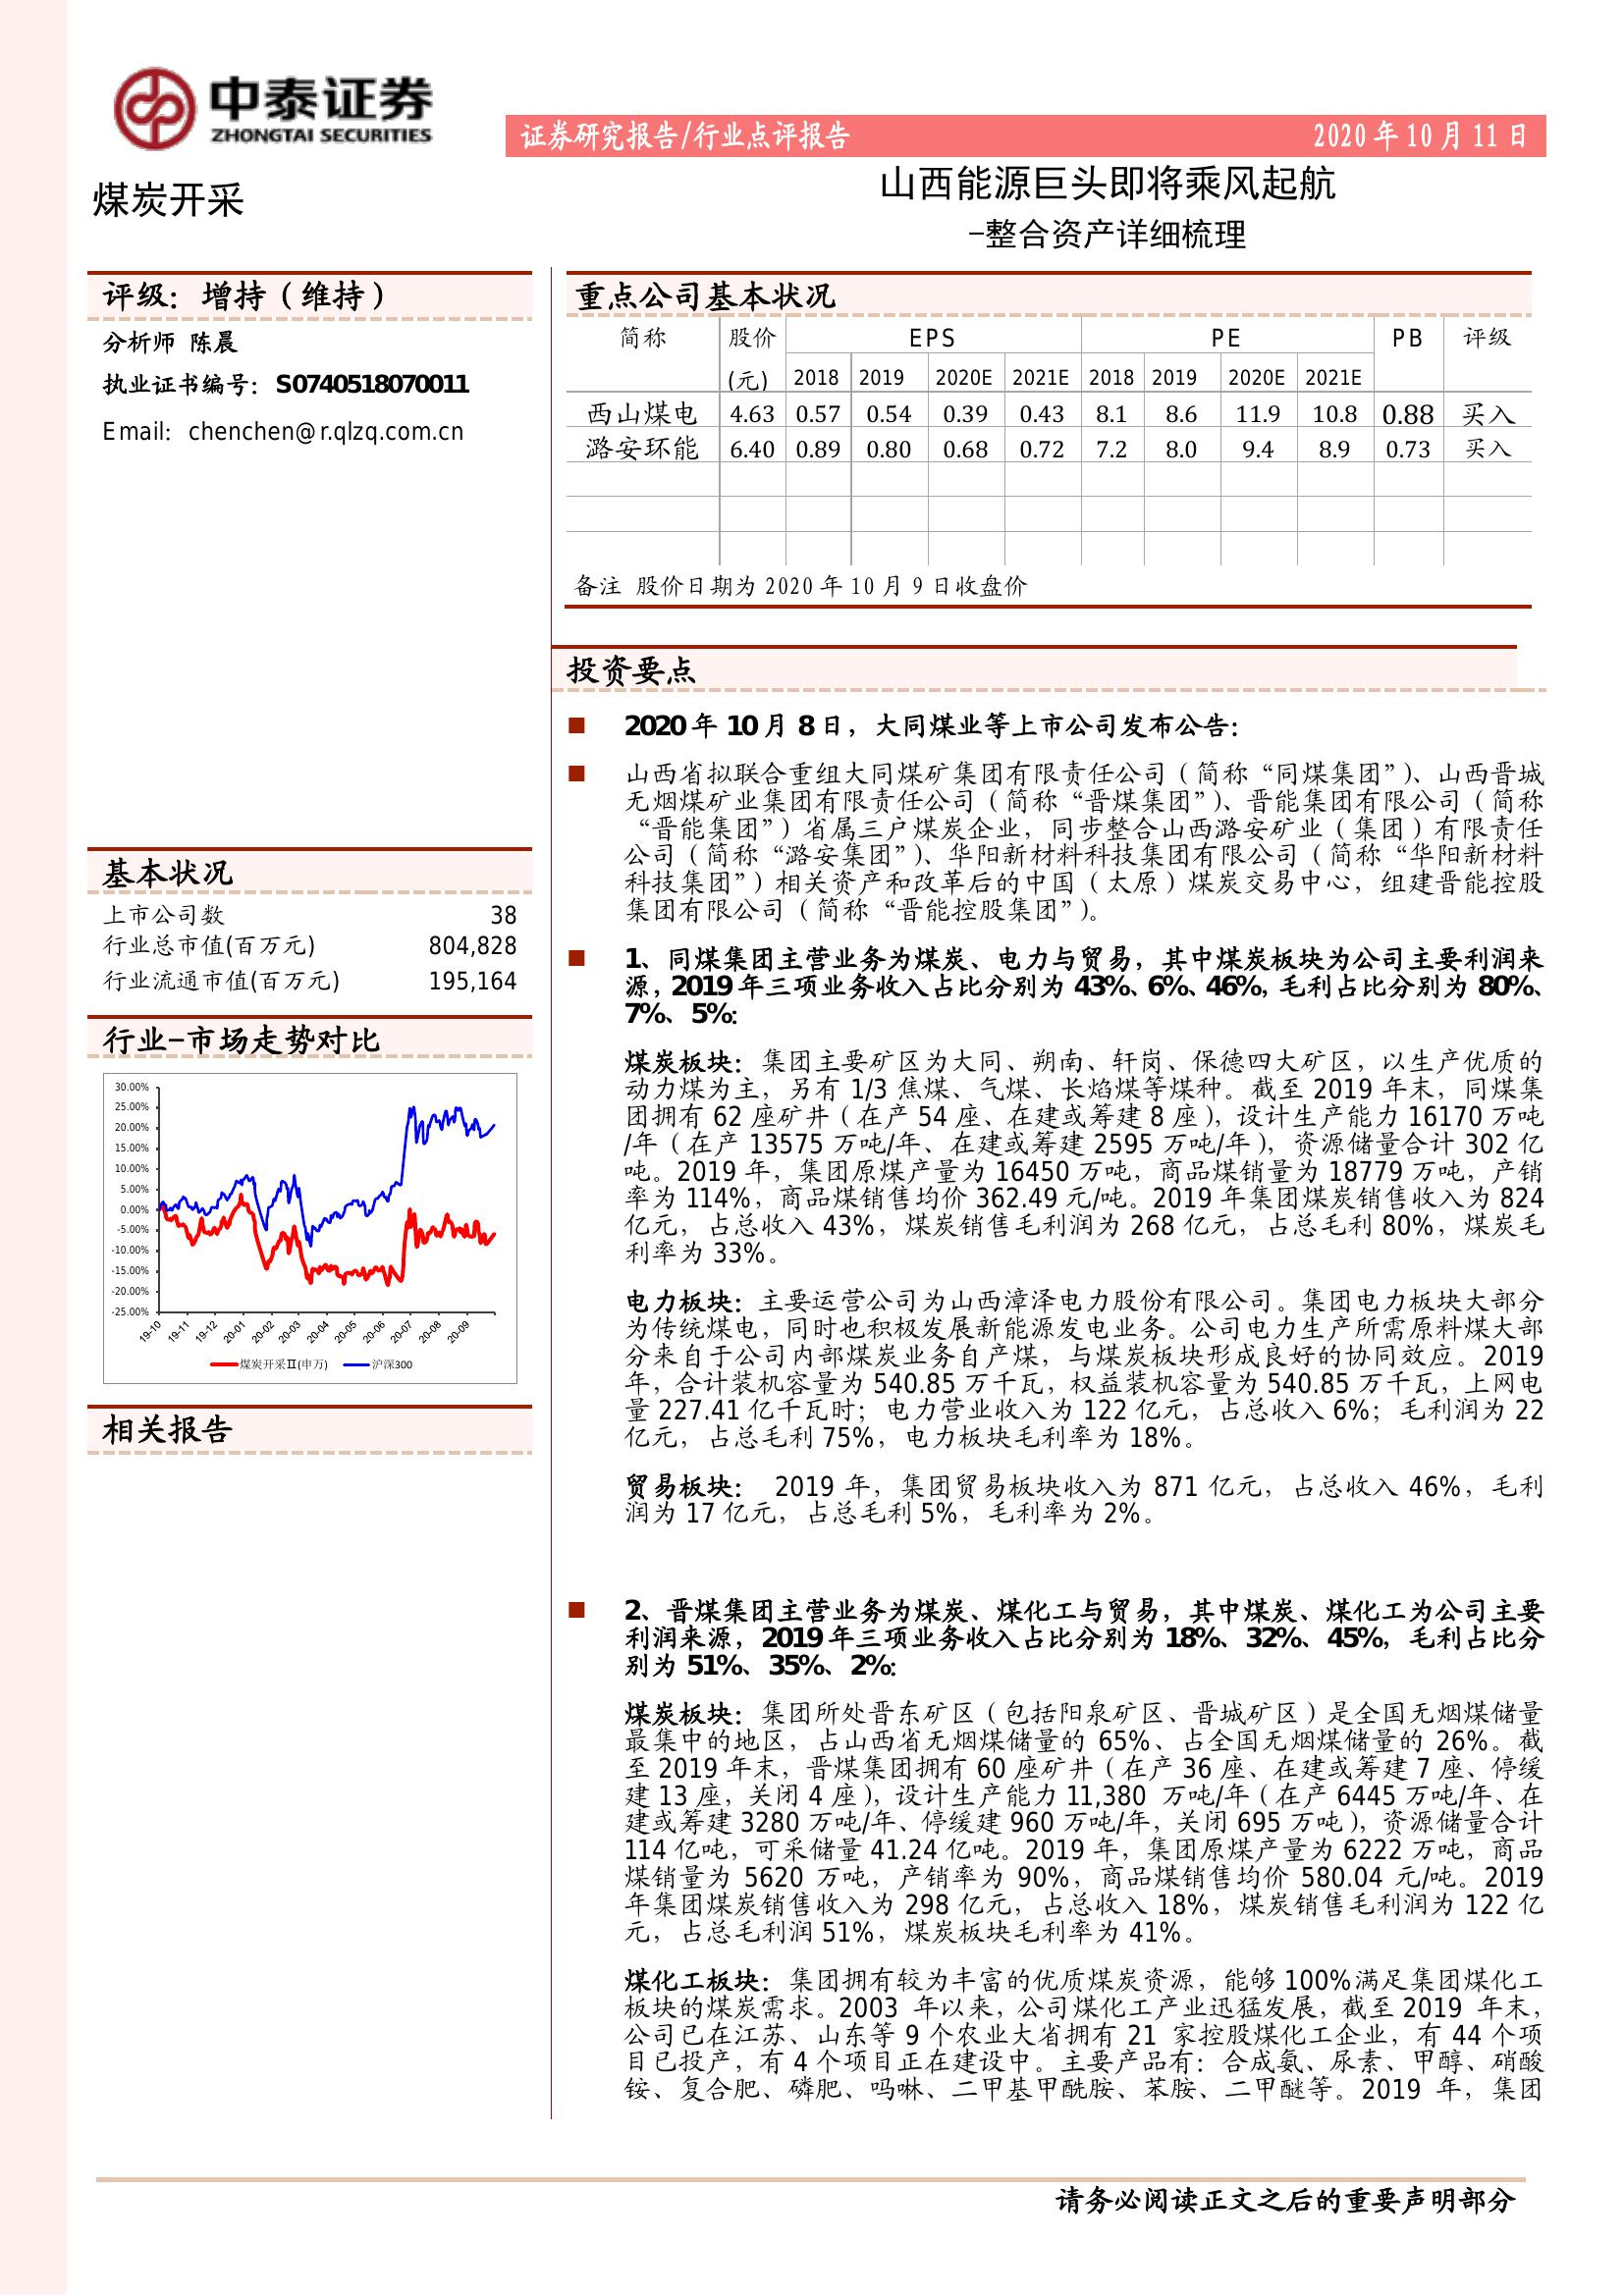 中泰证券
ZHONGTAI SECURITIES
证券研究报告/行业点评报告 2020年10月11日
煤炭开采
山西能源巨头即将乘风起航
-整合资产详细梳理
评级：增持（维持）
分析师 陈晨
执业证书编号：S0740518070011
Email：chenchen@r.qlzq.com.cn
基本状况
上市公司数 38
行业总市值(百万元) 804,828
行业流通市值(百万元) 195,164
行业-市场走势对比
30.00%
25.00%
20.00%
15.00%
10.00%
5.00%
0.00%
-5.00%
-10.00%
-15.00%
-20.00%
-25.00%
19-10 19-11 19-12 20-01 20-02 20-03 20-04 20-05 20-06 20-07 20-08 20-09
煤炭开采Ⅱ(申万) 沪深300
相关报告
重点公司基本状况
简称 股价 EPS PE PB 评级
(元) 2018 2019 2020E 2021E 2018 2019 2020E 2021E
西山煤电 4.63 0.57 0.54 0.39 0.43 8.1 8.6 11.9 10.8 0.88 买入
潞安环能 6.40 0.89 0.80 0.68 0.72 7.2 8.0 9.4 8.9 0.73 买入
备注 股价日期为2020年10月9日收盘价
投资要点
2020年10月8日，大同煤业等上市公司发布公告：
山西省拟联合重组大同煤矿集团有限责任公司（简称“同煤集团”）、山西晋城
无烟煤矿业集团有限责任公司（简称“晋煤集团”）、晋能集团有限公司（简称
“晋能集团”）省属三户煤炭企业，同步整合山西潞安矿业（集团）有限责任
公司（简称“潞安集团”）、华阳新材料科技集团有限公司（简称“华阳新材料
科技集团”）相关资产和改革后的中国（太原）煤炭交易中心，组建晋能控股
集团有限公司（简称“晋能控股集团”）。
1、同煤集团主营业务为煤炭、电力与贸易，其中煤炭板块为公司主要利润来
源，2019年三项业务收入占比分别为43%、6%、46%，毛利占比分别为80%、
7%、5%：
煤炭板块：集团主要矿区为大同、朔南、轩岗、保德四大矿区，以生产优质的
动力煤为主，另有1/3焦煤、气煤、长焰煤等煤种。截至2019年末，同煤集
团拥有62座矿井（在产54座、在建或筹建8座），设计生产能力16170万吨
/年（在产13575万吨/年、在建或筹建2595万吨/年），资源储量合计302亿
吨。2019年，集团原煤产量为16450万吨，商品煤销量为18779万吨，产销
率为114%，商品煤销售均价362.49元/吨。2019年集团煤炭销售收入为824
亿元，占总收入43%，煤炭销售毛利润为268亿元，占总毛利80%，煤炭毛
利率为33%。
电力板块：主要运营公司为山西漳泽电力股份有限公司。集团电力板块大部分
为传统煤电，同时也积极发展新能源发电业务。公司电力生产所需原料煤大部
分来自于公司内部煤炭业务自产煤，与煤炭板块形成良好的协同效应。2019
年，合计装机容量为540.85万千瓦，权益装机容量为540.85万千瓦，上网电
量227.41亿千瓦时；电力营业收入为122亿元，占总收入6%；毛利润为22
亿元，占总毛利75%，电力板块毛利率为18%。
贸易板块： 2019年，集团贸易板块收入为871亿元，占总收入46%，毛利
润为17亿元，占总毛利5%，毛利率为2%。
2、晋煤集团主营业务为煤炭、煤化工与贸易，其中煤炭、煤化工为公司主要
利润来源，2019年三项业务收入占比分别为18%、32%、45%，毛利占比分
别为51%、35%、2%：
煤炭板块：集团所处晋东矿区（包括阳泉矿区、晋城矿区）是全国无烟煤储量
最集中的地区，占山西省无烟煤储量的65%、占全国无烟煤储量的26%。截
至2019年末，晋煤集团拥有60座矿井（在产36座、在建或筹建7座、停缓
建13座，关闭4座），设计生产能力11,380 万吨/年（在产6445万吨/年、在
建或筹建3280万吨/年、停缓建960万吨/年，关闭695万吨），资源储量合计
114亿吨，可采储量41.24亿吨。2019年，集团原煤产量为6222万吨，商品
煤销量为5620万吨，产销率为90%，商品煤销售均价580.04元/吨。2019
年集团煤炭销售收入为298亿元，占总收入18%，煤炭销售毛利润为122亿
元，占总毛利润51%，煤炭板块毛利率为41%。
煤化工板块：集团拥有较为丰富的优质煤炭资源，能够100%满足集团煤化工
板块的煤炭需求。2003年以来，公司煤化工产业迅猛发展，截至2019年末，
公司已在江苏、山东等9个农业大省拥有21家控股煤化工企业，有44个项
目已投产，有4个项目正在建设中。主要产品有：合成氨、尿素、甲醇、硝酸
铵、复合肥、磷肥、吗啉、二甲基甲酰胺、苯胺、二甲醚等。2019年，集团
请务必阅读正文之后的重要声明部分